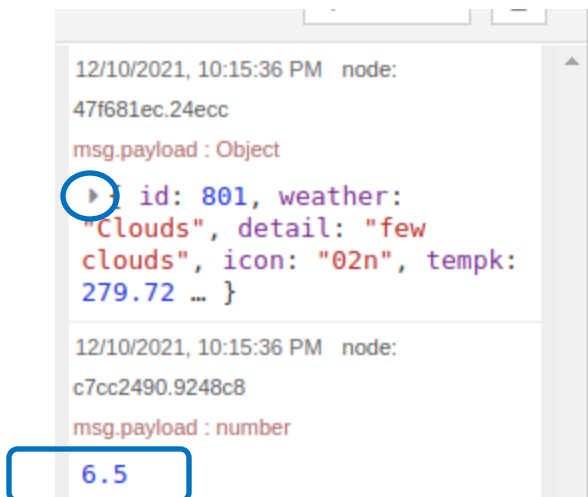 12/10/2021, 10:15:36 PM node:
47f681ec.24ecc
msg.payload : Object
{ id: 801, weather:
"Clouds", detail: "few
clouds", icon: "02n", tempk:
279.72 … }
12/10/2021, 10:15:36 PM node:
c7cc2490.9248c8
msg.payload : number
6.5